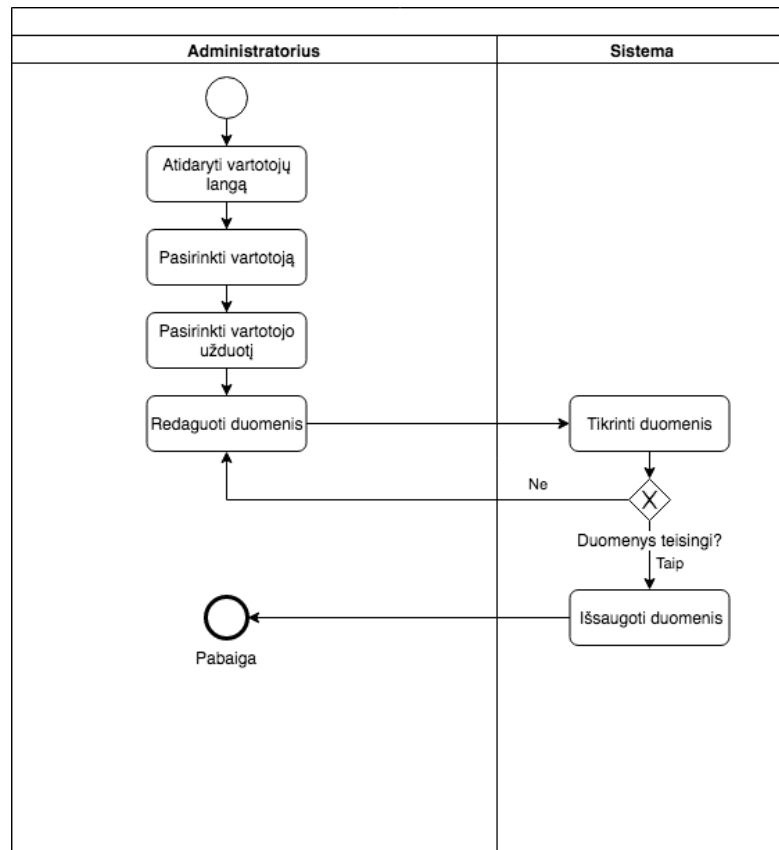 Administratorius
Sistema
Atidaryti vartotojų
langą
Pasirinkti vartotoją
Pasirinkti vartotojo
užduotį
Redaguoti duomenis
Tikrinti duomenis
Ne
X
Duomenys teisingi?
Taip
Išsaugoti duomenis
Pabaiga